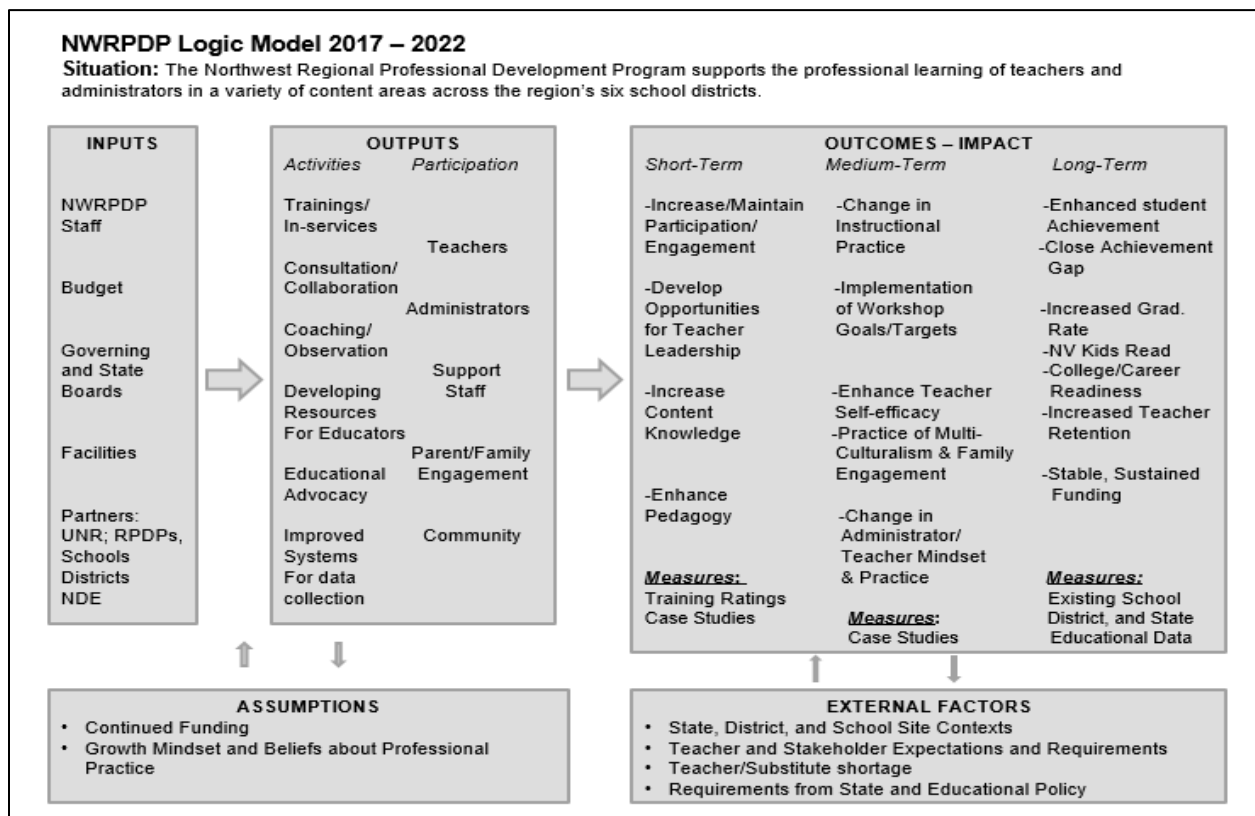 NWRPDP Logic Model 2017 – 2022
Situation: The Northwest Regional Professional Development Program supports the professional learning of teachers and
administrators in a variety of content areas across the region's six school districts.
INPUTS
NWRPDP
Staff
Budget
Governing
and State
Boards
Facilities
Partners:
UNR; RPDPs,
Schools
Districts
NDE
OUTPUTS
Activities
Trainings/
In-services
Consultation/
Collaboration
Coaching/
Observation
Developing
Resources
For Educators
Educational
Advocacy
Improved
Systems
For data
collection
Participation
Teachers
Administrators
Support
Staff
Parent/Family
Engagement
Community
OUTCOMES – IMPACT
Short-Term
-Increase/Maintain
Participation/
Engagement
-Develop
Opportunities
for Teacher
Leadership
-Increase
Content
Knowledge
-Enhance
Pedagogy
Measures:
Training Ratings
Case Studies
Medium-Term
-Change in
Instructional
Practice
-Implementation
of Workshop
Goals/Targets
-Enhance Teacher
Self-efficacy
-Practice of Multi-
Culturalism & Family
Engagement
-Change in
Administrator/
Teacher Mindset
& Practice
Measures:
Case Studies
Long-Term
-Enhanced student
Achievement
-Close Achievement
Gap
-Increased Grad.
Rate
-NV Kids Read
-College/Career
Readiness
-Increased Teacher
Retention
-Stable, Sustained
Funding
Measures:
Existing School
District, and State
Educational Data
ASSUMPTIONS
• Continued Funding
• Growth Mindset and Beliefs about Professional
Practice
EXTERNAL FACTORS
• State, District, and School Site Contexts
• Teacher and Stakeholder Expectations and Requirements
• Teacher/Substitute shortage
• Requirements from State and Educational Policy